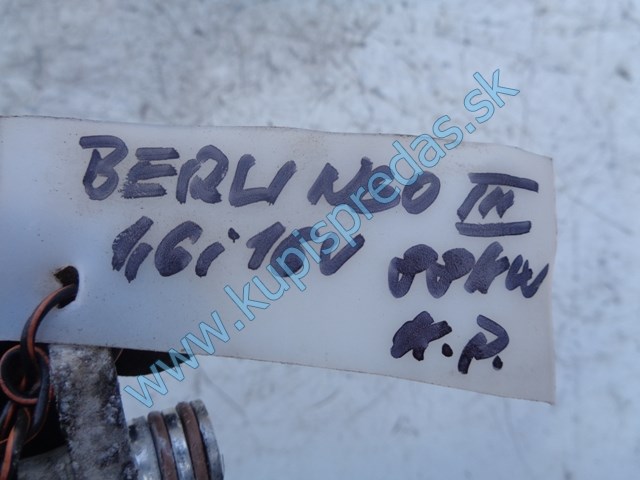 BERLINGO III
1,6i 16V
88kW
K.P.
www.kupispredas.sk